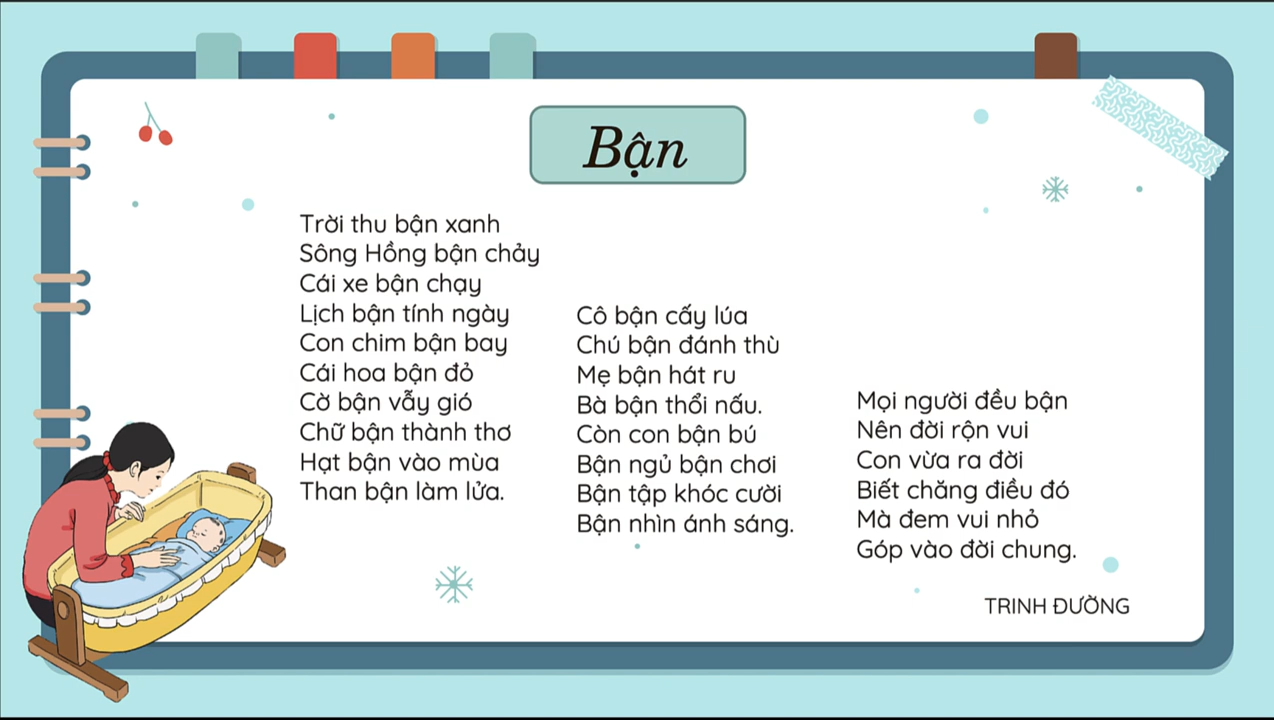 Bận
Trời thu bận xanh
Sông Hồng bận chảy
Cái xe bận chạy
Lịch bận tính ngày
Con chim bận bay
Cái hoa bận đỏ
Cờ bận vẫy gió
Chữ bận thành thơ
Hạt bận vào mùa
Than bận làm lửa.
Cô bận cấy lúa
Chú bận đánh thù
Mẹ bận hát ru
Bà bận thổi nấu.
Còn con bận bú
Bận ngủ bận chơi
Bận tập khóc cười
Bận nhìn ánh sáng.
Mọi người đều bận
Nên đời rộn vui
Con vừa ra đời
Biết chăng điều đó
Mà đem vui nhỏ
Góp vào đời chung.
TRINH ĐƯỜNG